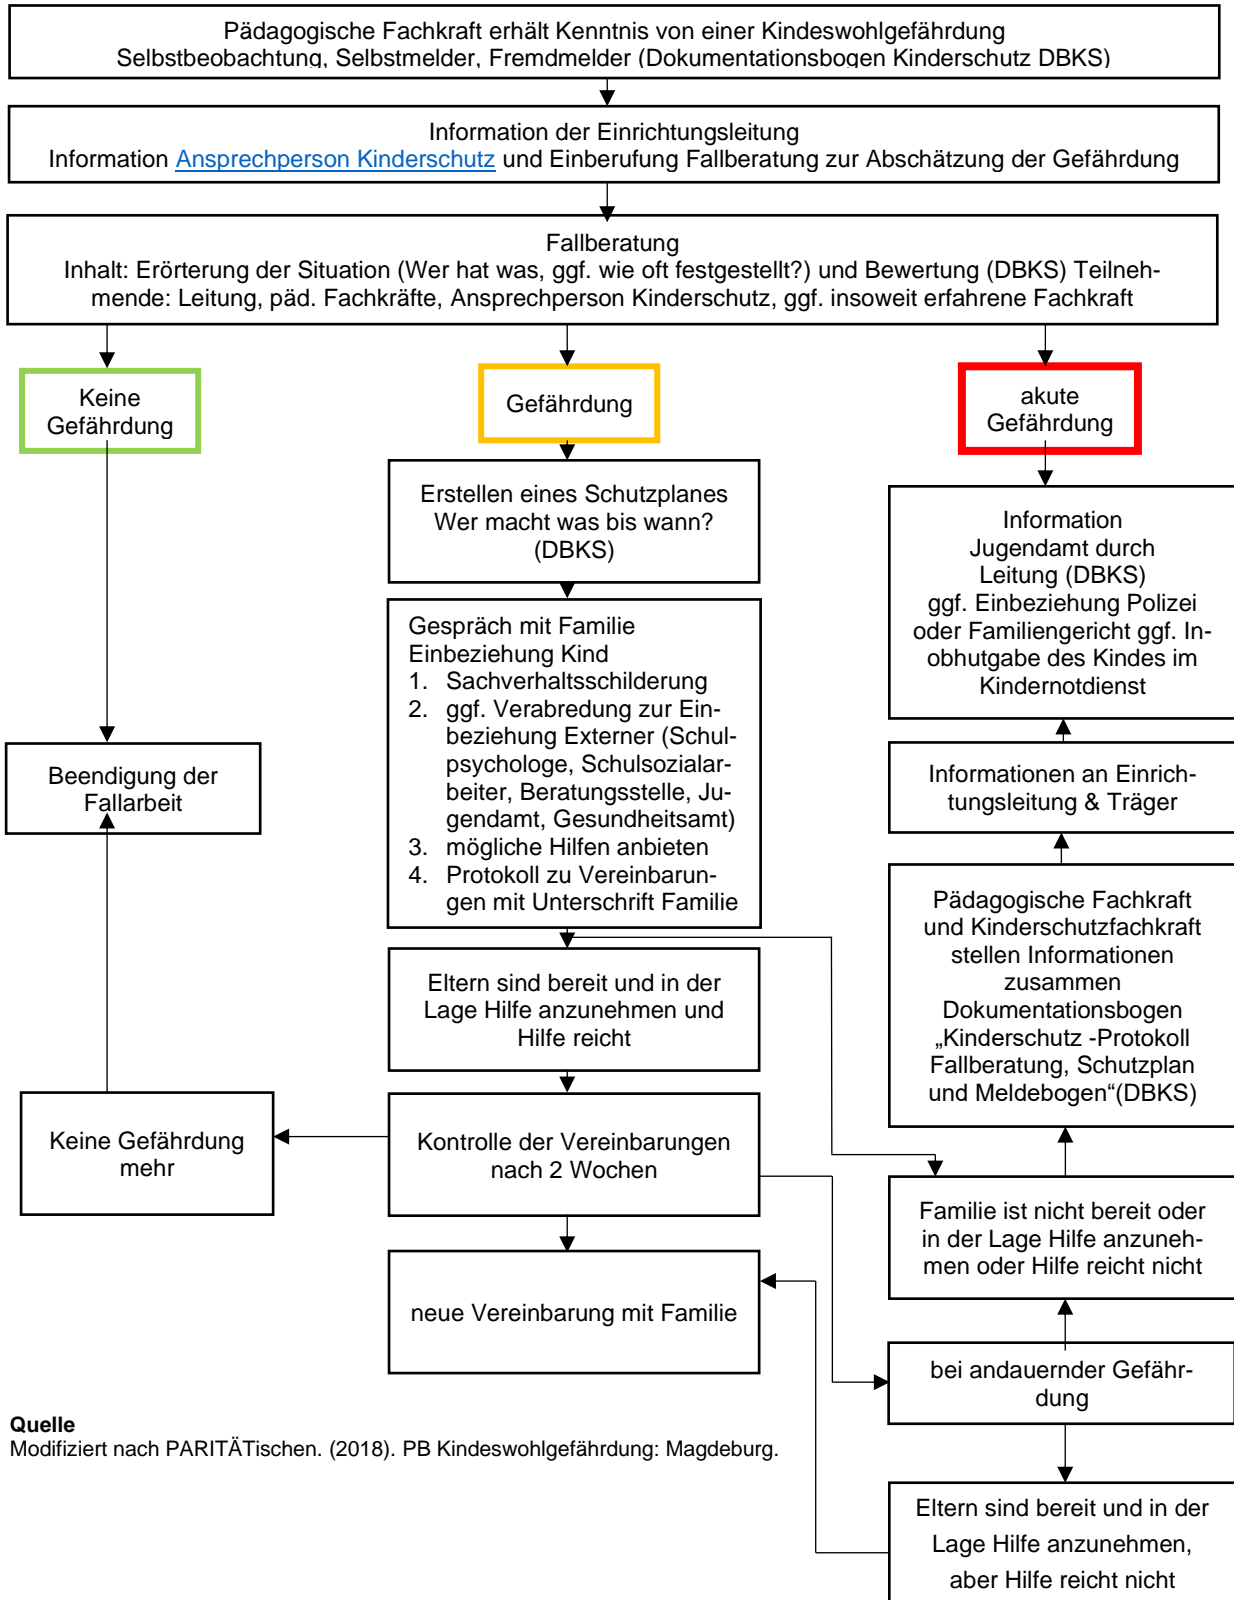 Pädagogische Fachkraft erhält Kenntnis von einer Kindeswohlgefährdung
Selbstbeobachtung, Selbstmelder, Fremdmelder (Dokumentationsbogen Kinderschutz DBKS)
Information der Einrichtungsleitung
Information Ansprechperson Kinderschutz und Einberufung Fallberatung zur Abschätzung der Gefährdung
Fallberatung
Inhalt: Erörterung der Situation (Wer hat was, ggf. wie oft festgestellt?) und Bewertung (DBKS) Teilneh-
mende: Leitung, päd. Fachkräfte, Ansprechperson Kinderschutz, ggf. insoweit erfahrene Fachkraft
Keine
Gefährdung
Gefährdung
akute
Gefährdung
Erstellen eines Schutzplanes
Wer macht was bis wann?
(DBKS)
Information
Jugendamt durch
Leitung (DBKS)
ggf. Einbeziehung Polizei
oder Familiengericht ggf. In-
obhutgabe des Kindes im
Kindernotdienst
Gespräch mit Familie
Einbeziehung Kind
1. Sachverhaltsschilderung
2. ggf. Verabredung zur Ein-
beziehung Externer (Schul-
psychologe, Schulsozialar-
beiter, Beratungsstelle, Ju-
gendamt, Gesundheitsamt)
3. mögliche Hilfen anbieten
4. Protokoll zu Vereinbarun-
gen mit Unterschrift Familie
Beendigung der
Fallarbeit
Informationen an Einrich-
tungsleitung & Träger
Pädagogische Fachkraft
und Kinderschutzfachkraft
stellen Informationen
zusammen
Dokumentationsbogen
„Kinderschutz -Protokoll
Fallberatung, Schutzplan
und Meldebogen“(DBKS)
Eltern sind bereit und in der
Lage Hilfe anzunehmen und
Hilfe reicht
Keine Gefährdung
mehr
Kontrolle der Vereinbarungen
nach 2 Wochen
Familie ist nicht bereit oder
in der Lage Hilfe anzuneh-
men oder Hilfe reicht nicht
neue Vereinbarung mit Familie
bei andauernder Gefähr-
dung
Quelle
Modifiziert nach PARITÄTischen. (2018). PB Kindeswohlgefährdung: Magdeburg.
Eltern sind bereit und in der
Lage Hilfe anzunehmen,
aber Hilfe reicht nicht